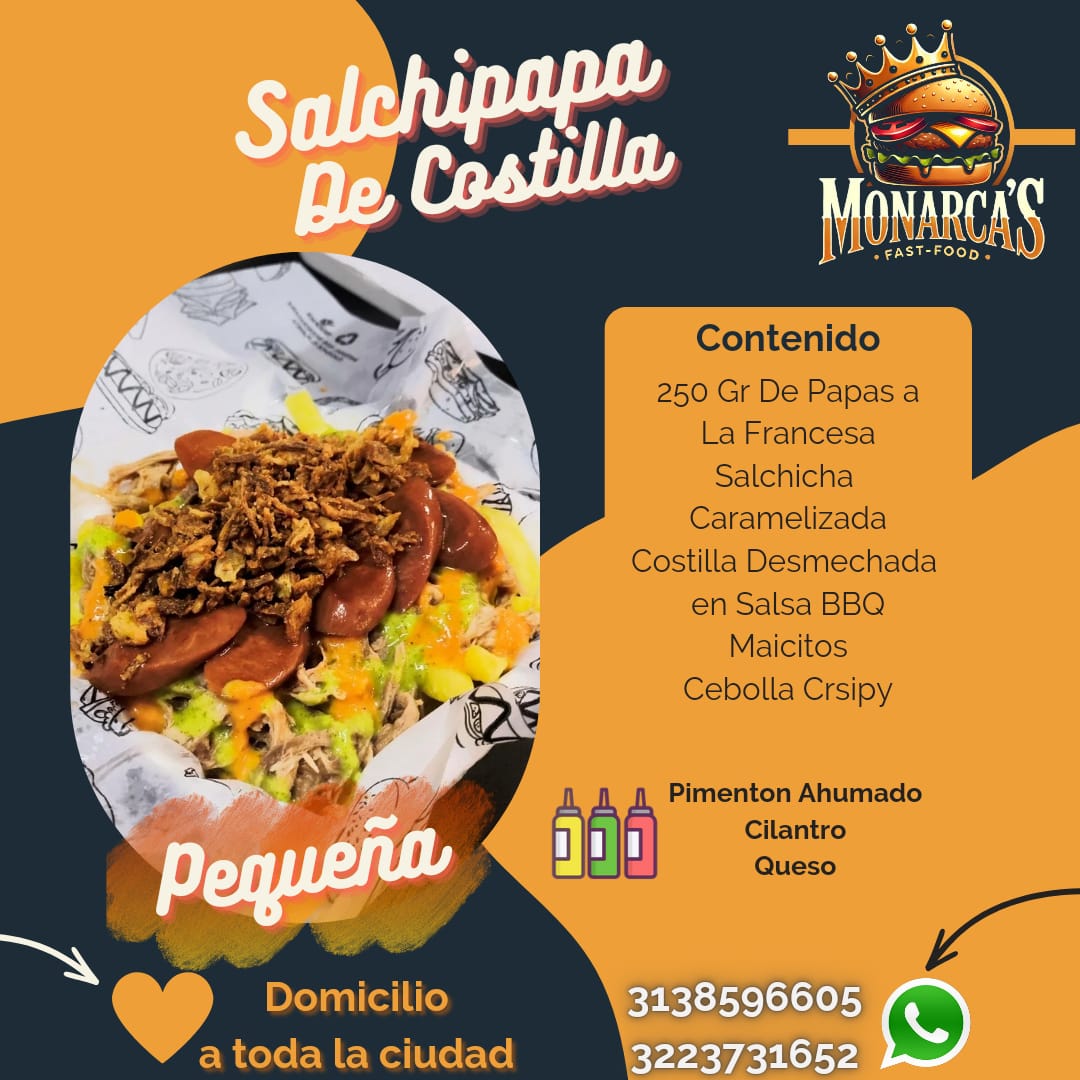 Salchipapa
De Costilla
MONARCA'S
· FAST-FOOD ·
Contenido
250 Gr De Papas a
La Francesa
Salchicha
Caramelizada
Costilla Desmechada
en Salsa BBQ
Maicitos
Cebolla Crsipy
Pimenton Ahumado
Cilantro
Queso
Pequeña
Domicilio
a toda la ciudad
3138596605
3223731652